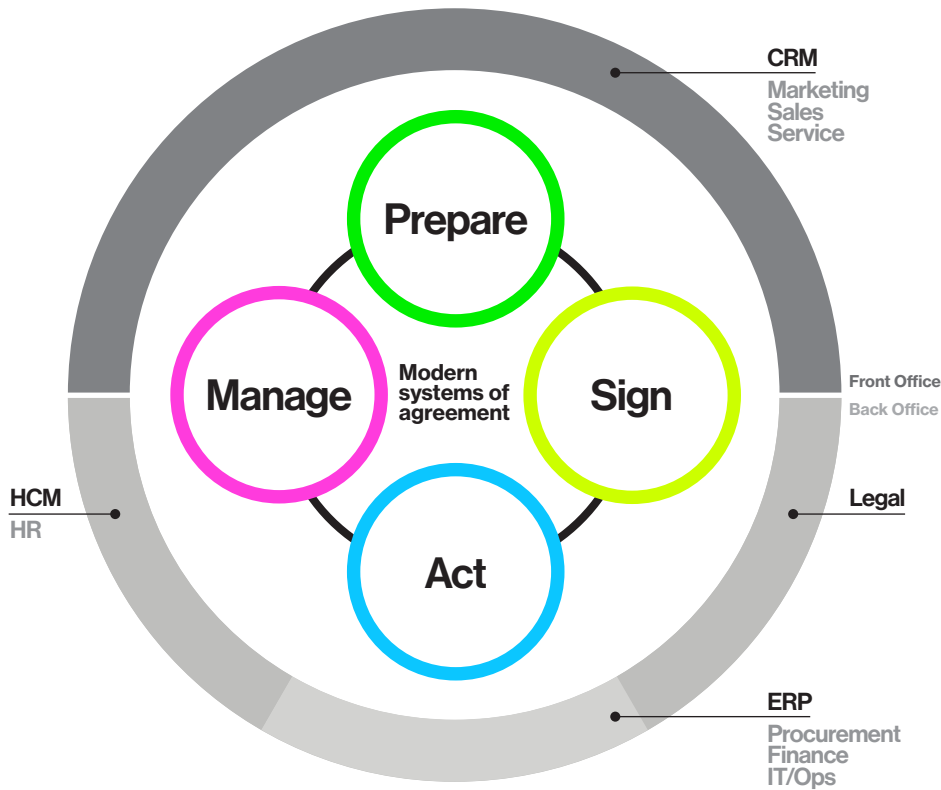 CRM
Marketing
Sales
Service
Prepare
Manage
Modern
systems of
agreement
Sign
Front Office
Back Office
HCM
HR
Legal
Act
ERP
Procurement
Finance
IT/Ops